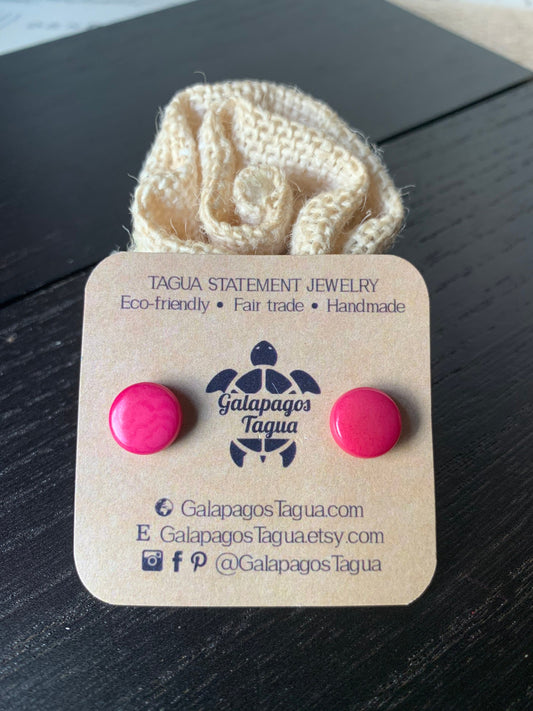 TAGUA STATEMENT JEWELRY
Eco-friendly • Fair trade • Handmade
Galapagos
Tagua
GalapagosTagua.com
E GalapagosTagua.etsy.com
@GalapagosTagua